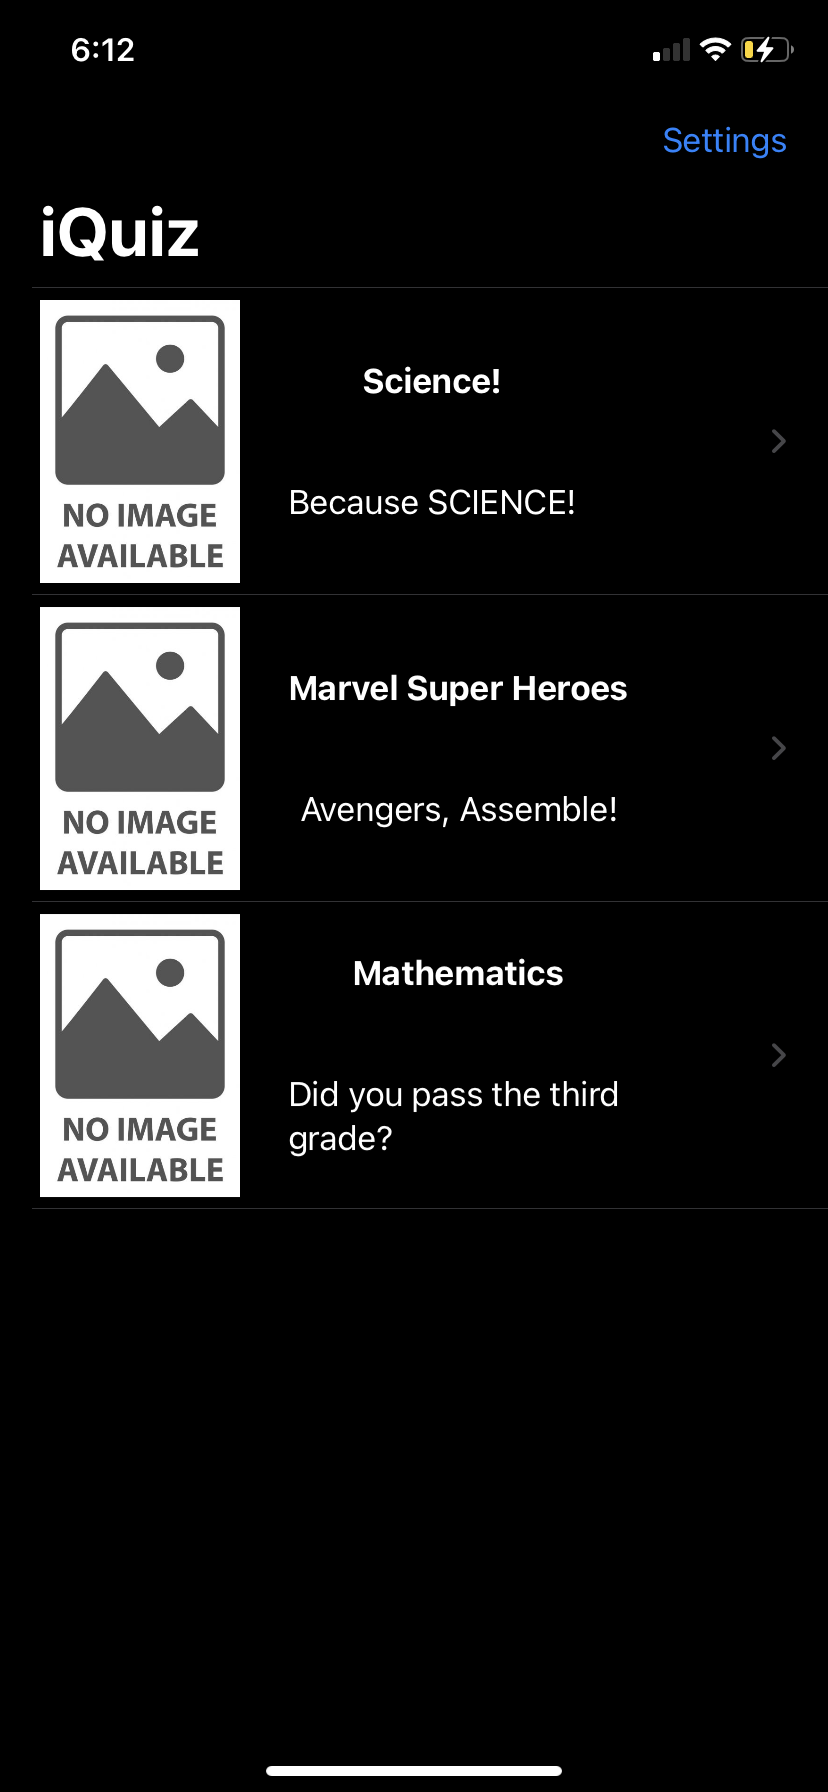 6:12
Settings
iQuiz
NO IMAGE
AVAILABLE
Science!
Because SCIENCE!
NO IMAGE
AVAILABLE
Marvel Super Heroes
Avengers, Assemble!
NO IMAGE
AVAILABLE
Mathematics
Did you pass the third
grade?